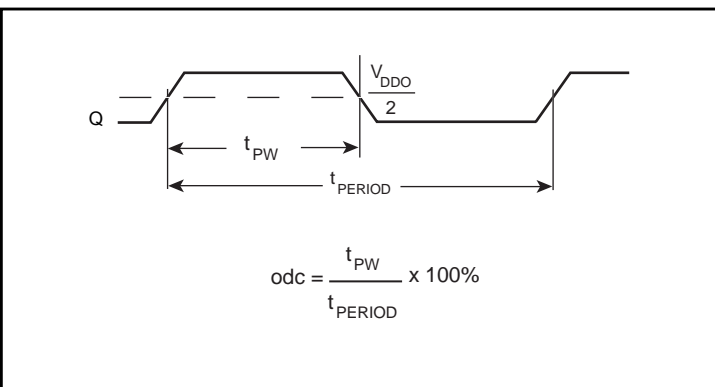 V_DDO
2
Q
t_PW
t_PERIOD
t_PW
odc = x 100%
t_PERIOD